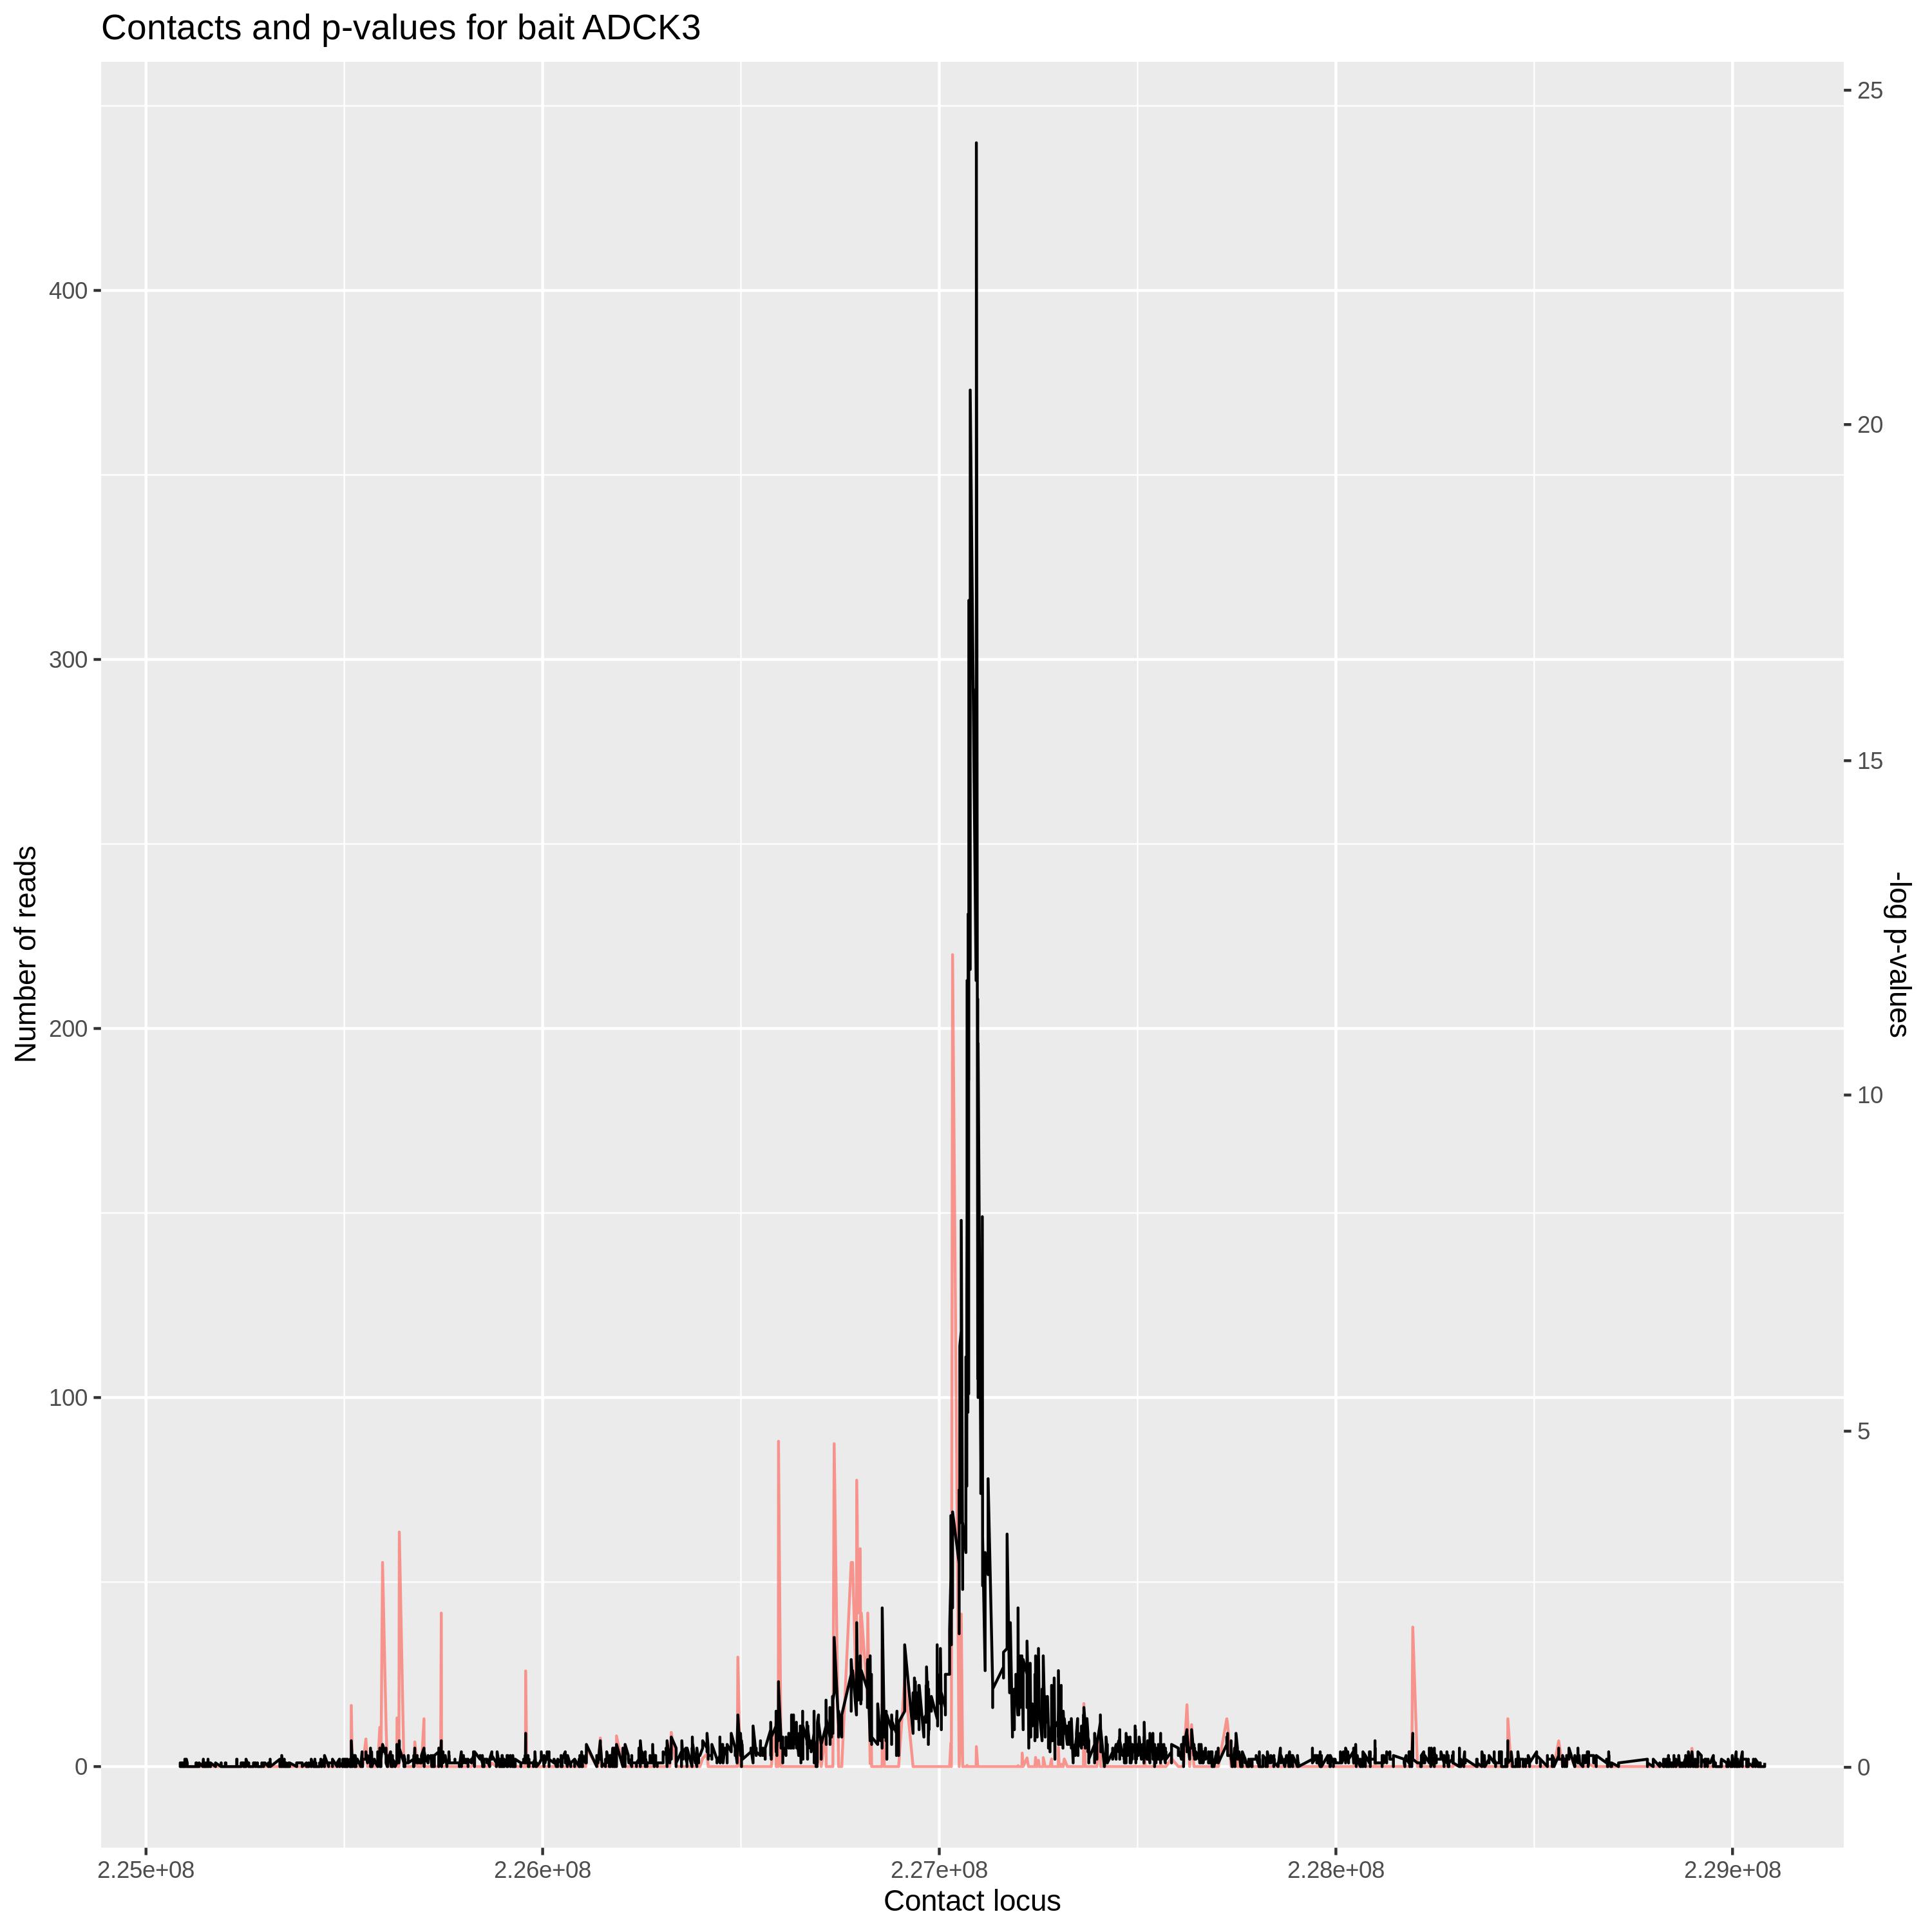 Contacts and p-values for bait ADCK3
25
400
20
300
15
Number of reads
-log p-values
200
10
100
5
0
0
2.25e+08 2.26e+08 2.27e+08 2.28e+08 2.29e+08
Contact locus